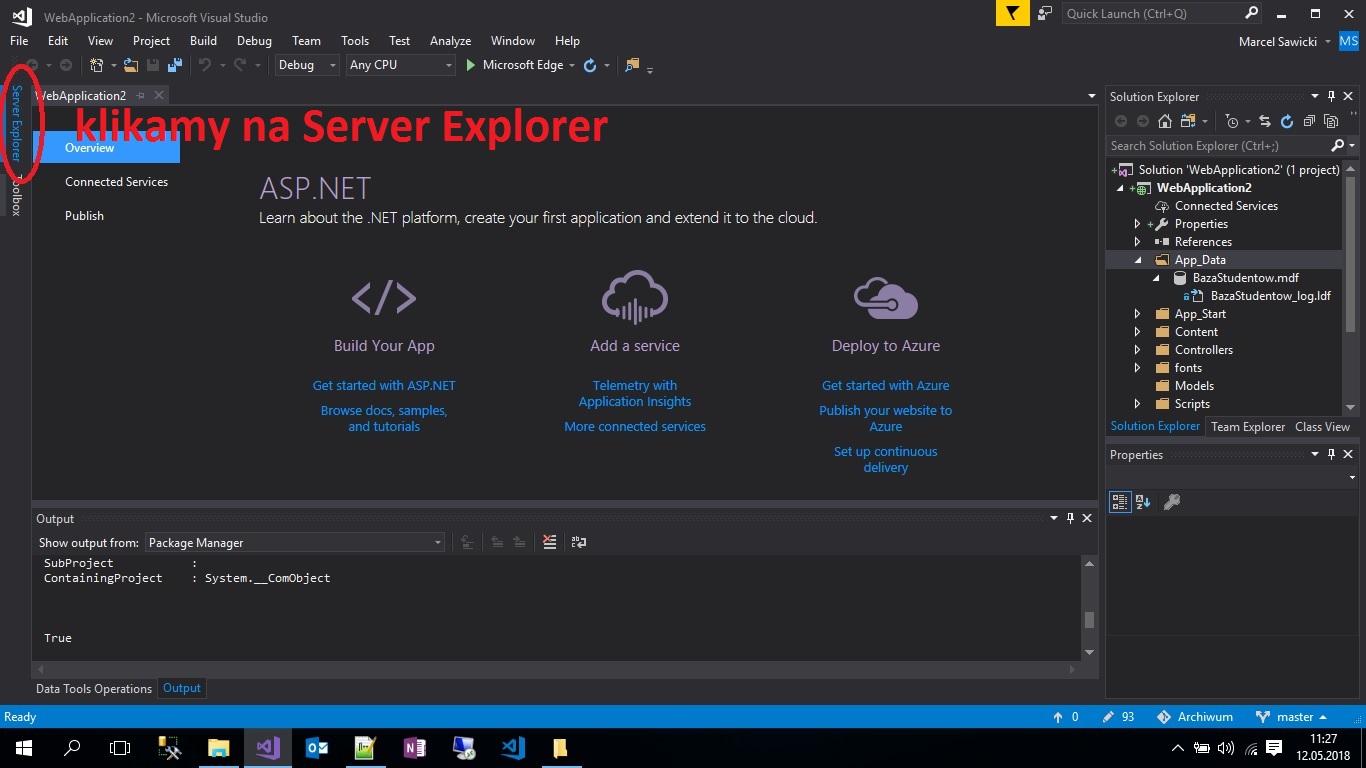 WebApplication2 - Microsoft Visual Studio
Quick Launch (Ctrl+Q)
File Edit View Project Build Debug Team Tools Test Analyze Window Help
Marcel Sawicki MS
Debug Any CPU Microsoft Edge
Server Explorer
Toolbox
WebApplication2
klikamy na Server Explorer
Overview
Connected Services
Publish
ASP.NET
Learn about the .NET platform, create your first application and extend it to the cloud.
Build Your App
Get started with ASP.NET
Browse docs, samples,
and tutorials
Add a service
Telemetry with
Application Insights
More connected services
Deploy to Azure
Get started with Azure
Publish your website to
Azure
Set up continuous
delivery
Solution Explorer
Search Solution Explorer (Ctrl+;)
Solution 'WebApplication2' (1 project)
WebApplication2
Connected Services
Properties
References
App_Data
BazaStudentow.mdf
BazaStudentow_log.ldf
App_Start
Content
Controllers
fonts
Models
Scripts
Solution Explorer Team Explorer Class View
Properties
Output
Show output from: Package Manager
SubProject :
ContainingProject : System.__ComObject
True
Data Tools Operations Output
Ready
0 93 Archiwum master
11:27
12.05.2018